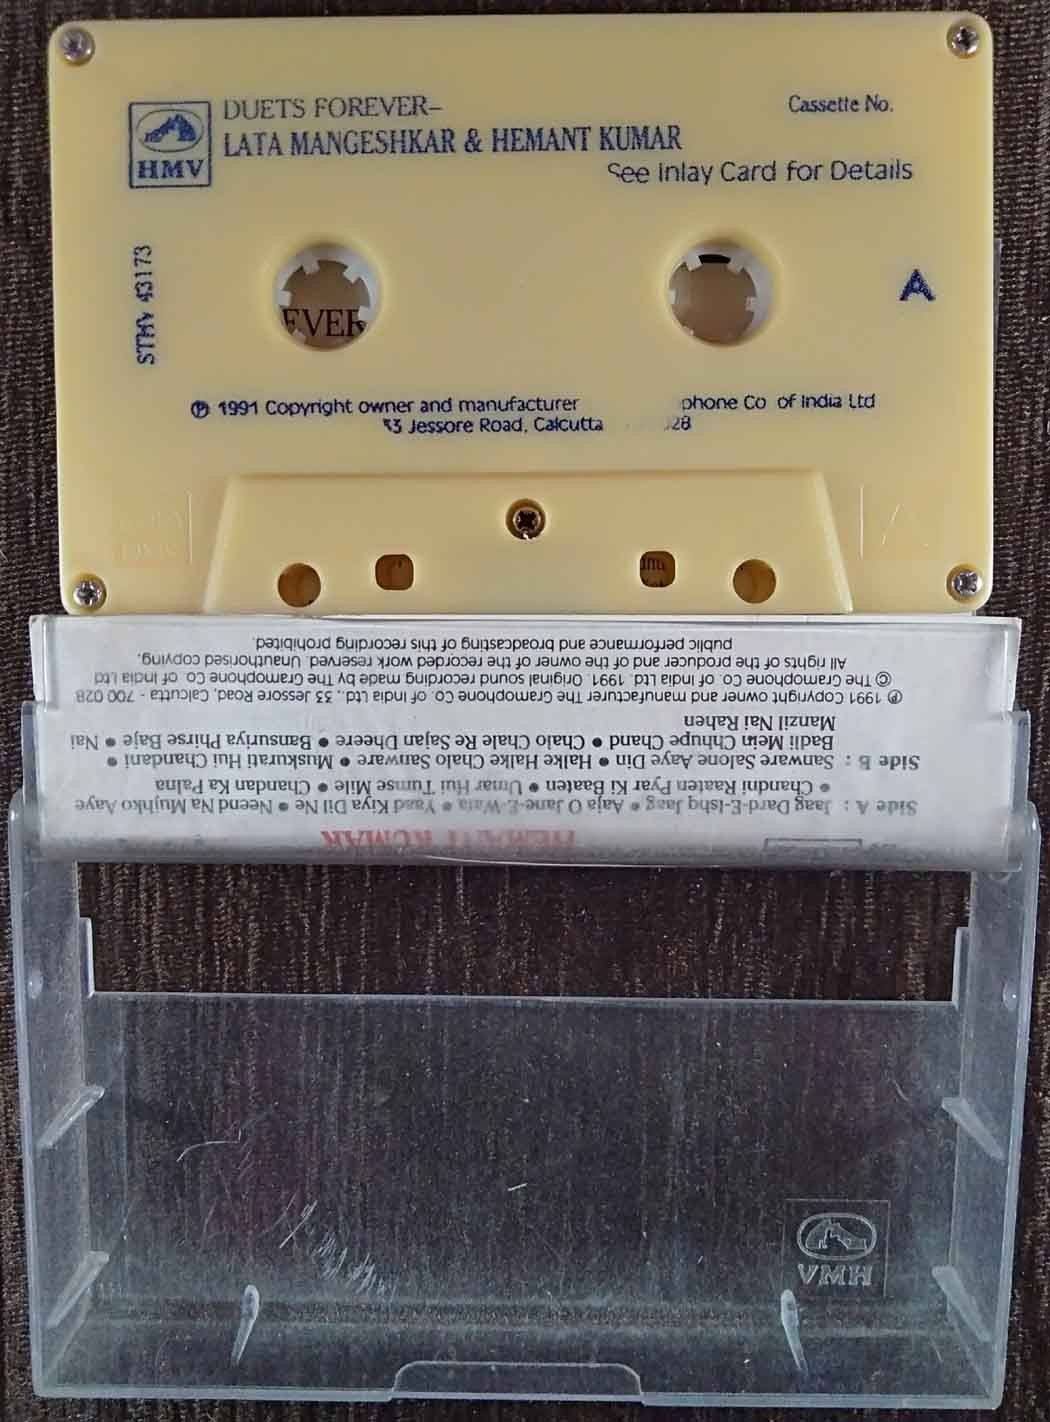 DUETS FOREVER–
LATA MANGESHKAR & HEMANT KUMAR
Cassette No.
See Inlay Card for Details
HMV
STHV 43173
EVER
A
℗ 1991 Copyright owner and manufacturer phone Co of India Ltd
33 Jessore Road, Calcutta 028
HEMANT KUMAR
Side A : Jaag Dard-E-Ishq Jaag • Aaja O Jane-E-Wafa • Yaad Kiya Dil Ne • Neend Na Mujhko Aaye
• Chandni Raaten Pyar Ki Baaten • Umar Hui Tumse Mile • Chandan Ka Palna
Side B : Sanware Salone Aaye Din • Halke Halke Chalo Sanware • Muskurati Hui Chandani •
Badli Mein Chhupe Chand • Chalo Chale Re Sajan Dheere • Bansuriya Phirse Baje • Nai
Manzil Nai Rahen
℗ 1991 Copyright owner and manufacturer The Gramophone Co. of India Ltd., 33 Jessore Road, Calcutta - 700 028
© The Gramophone Co. of India Ltd. 1991. Original sound recording made by The Gramophone Co. of India Ltd
All rights of the producer and of the owner of the recorded work reserved. Unauthorised copying,
public performance and broadcasting of this recording prohibited.
HMV